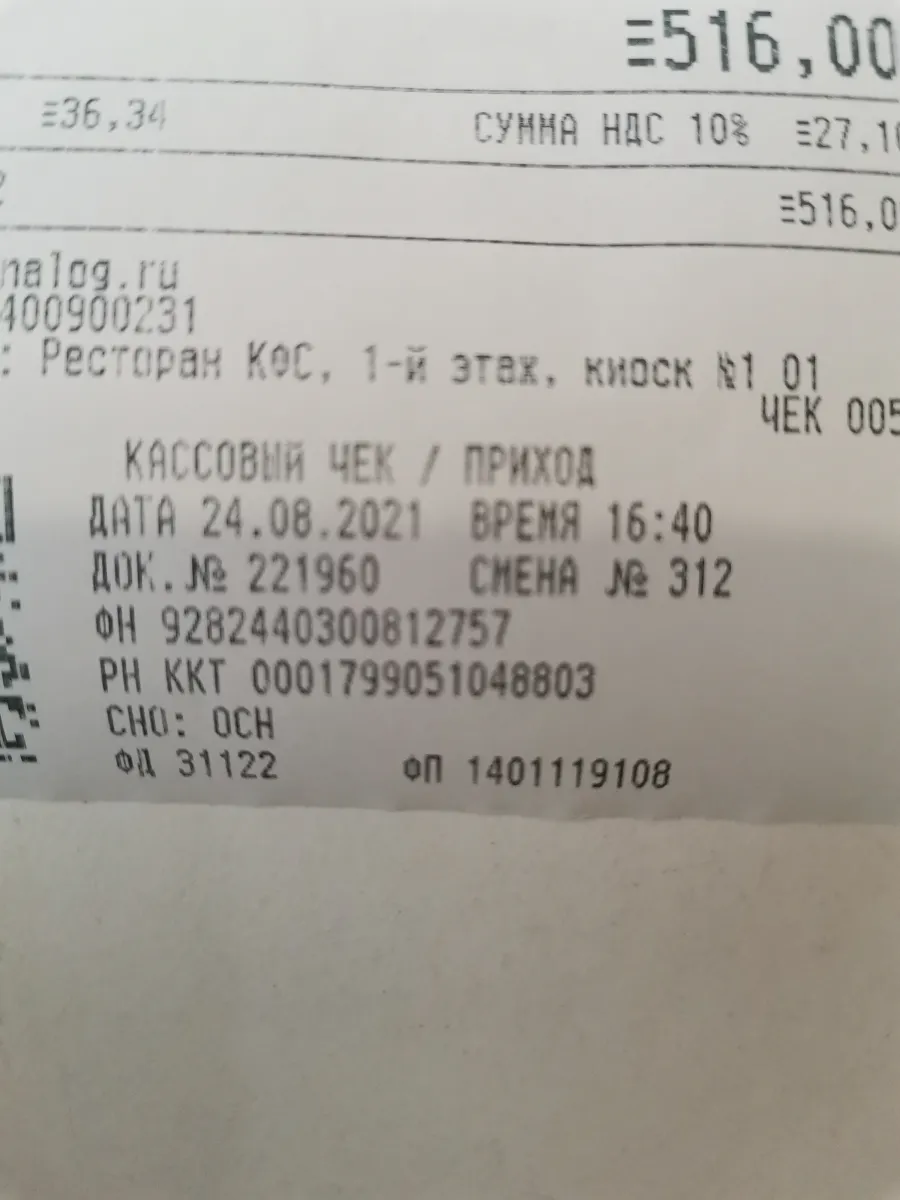 ≡516,00
≡36,34 СУММА НДС 10% ≡27,1
≡516,0
nalog.ru
400900231
: Ресторан КФС, 1-й этаж, киоск №1 01
ЧЕК 005
КАССОВЫЙ ЧЕК / ПРИХОД
ДАТА 24.08.2021 ВРЕМЯ 16:40
ДОК.№ 221960 СМЕНА № 312
ФН 9282440300812757
РН ККТ 0001799051048803
СНО: ОСН
ФД 31122 ФП 1401119108